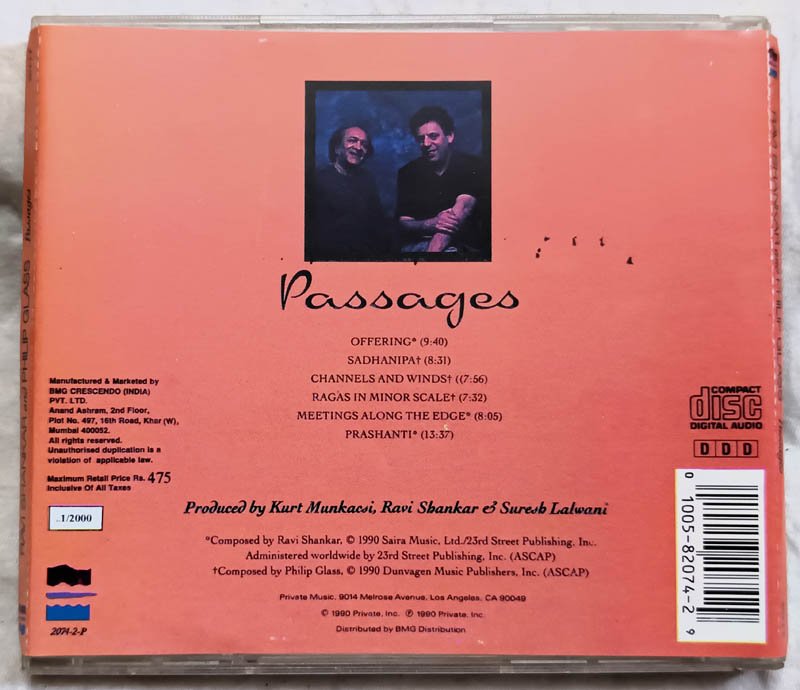 Passages
OFFERING* (9:40)
SADHANIPA† (8:31)
CHANNELS AND WINDS† ((7:56)
RAGAS IN MINOR SCALE† (7:32)
MEETINGS ALONG THE EDGE* (8:05)
PRASHANTI* (13:37)
Manufactured & Marketed by
BMG CRESCENDO (INDIA)
PVT. LTD.
Anand Ashram, 2nd Floor,
Plot No. 497, 16th Road, Khar (W),
Mumbai 400052.
All rights reserved.
Unauthorised duplication is a
violation of applicable law.
Maximum Retail Price Rs. 475
Inclusive Of All Taxes
..1/2000
2074-2-P
COMPACT
disc
DIGITAL AUDIO
D D D
Produced by Kurt Munkacsi, Ravi Shankar & Suresh Lalwani
*Composed by Ravi Shankar, © 1990 Saira Music, Ltd./23rd Street Publishing, Inc.
Administered worldwide by 23rd Street Publishing, Inc. (ASCAP)
†Composed by Philip Glass, © 1990 Dunvagen Music Publishers, Inc. (ASCAP)
Private Music, 9014 Melrose Avenue, Los Angeles, CA 90049
© 1990 Private, Inc. ℗ 1990 Private, Inc.
Distributed by BMG Distribution
0 1005-82074-2 9
RAVI SHANKAR and PHILIP GLASS Passages